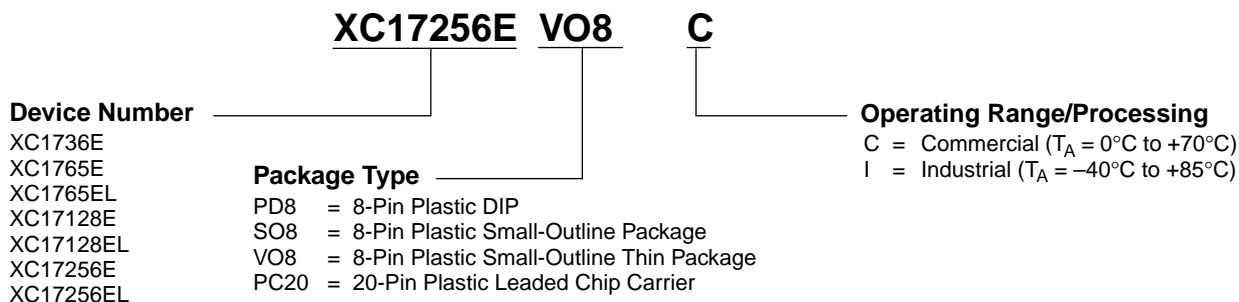 XC17256E VO8 C
Device Number
XC1736E
XC1765E
XC1765EL
XC17128E
XC17128EL
XC17256E
XC17256EL
Package Type
PD8 = 8-Pin Plastic DIP
SO8 = 8-Pin Plastic Small-Outline Package
VO8 = 8-Pin Plastic Small-Outline Thin Package
PC20 = 20-Pin Plastic Leaded Chip Carrier
Operating Range/Processing
C = Commercial (TA = 0°C to +70°C)
I = Industrial (TA = –40°C to +85°C)